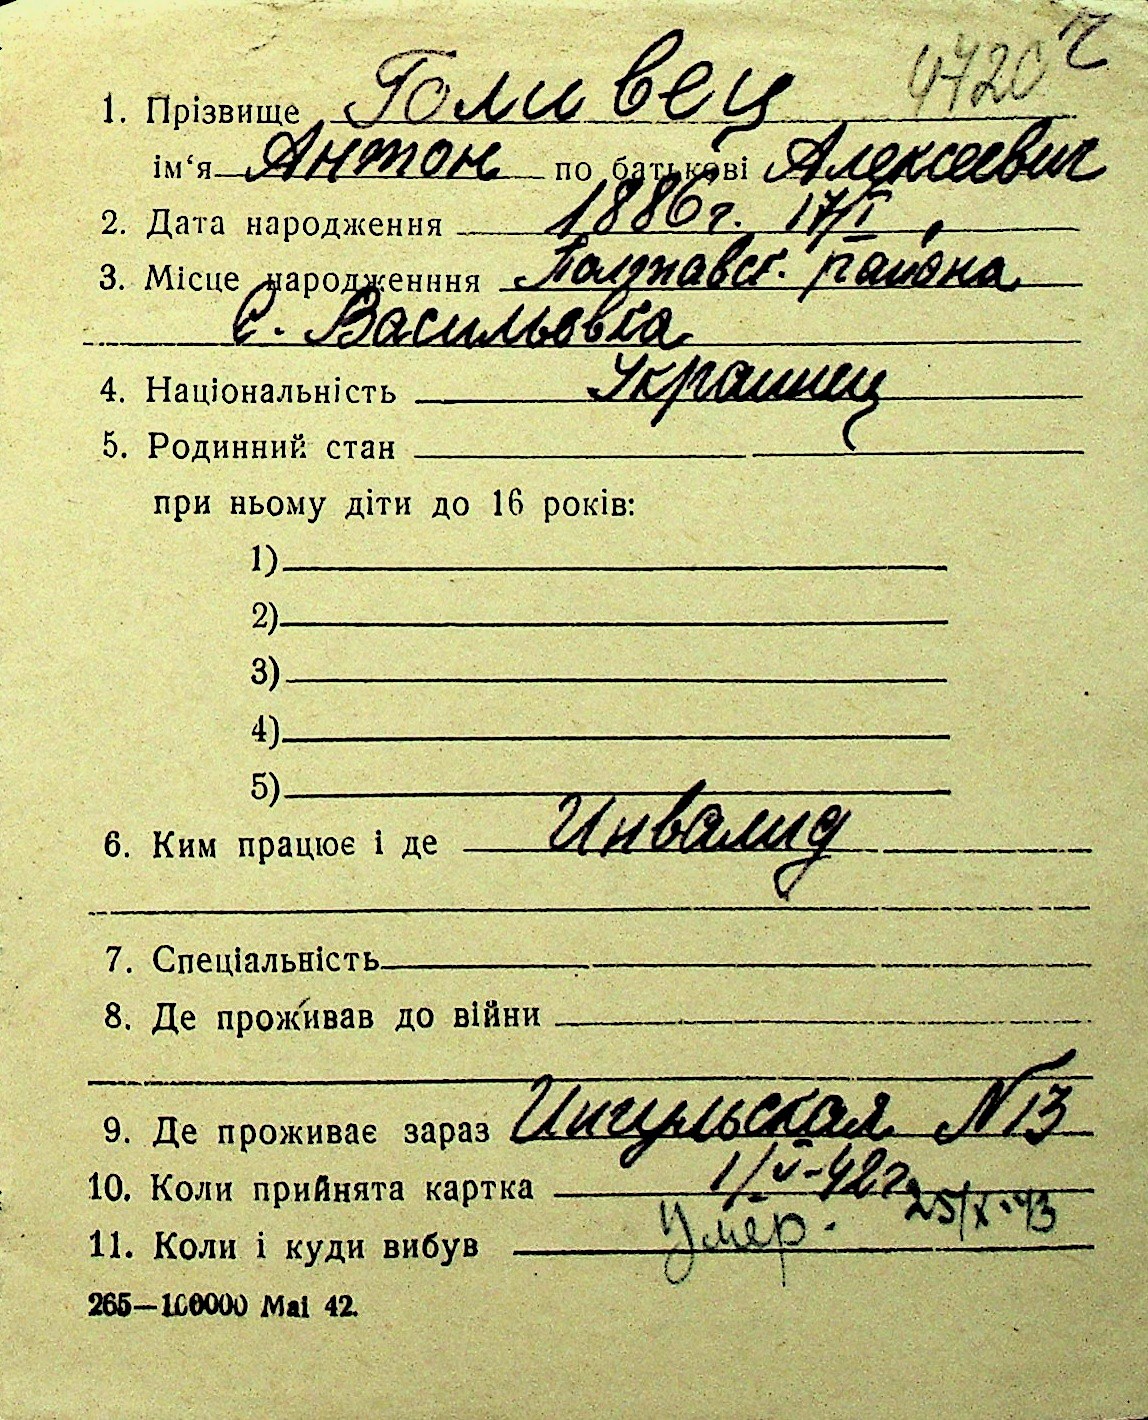 4720 ч
1. Прізвище Голивец
ім‘я Антон по батькові Алексеевич
2. Дата народження 1886 г. 17/I
3. Місце народженння Полтавск. района
с. Васильовка
4. Національність Украинец
5. Родинний стан
при ньому діти до 16 років:
1)
2)
3)
4)
5)
6. Ким працює і де Инвалид
7. Спеціальність
8. Де проживав до війни
9. Де проживає зараз Ингульская №13
10. Коли прийнята картка 1/VI-42г.
11. Коли і куди вибув Умер. 25/X-43
265—100000 Mai 42.